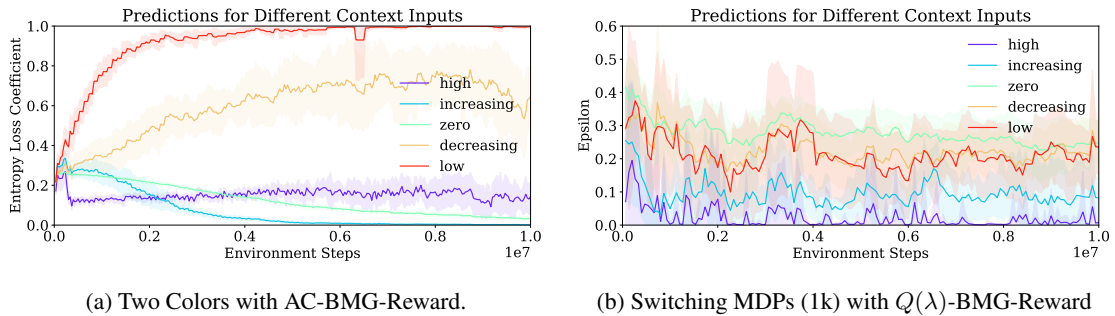 Predictions for Different Context Inputs
Entropy Loss Coefficient
1.0
0.8
0.6
0.4
0.2
0.0
high
increasing
zero
decreasing
low
0.0 0.2 0.4 0.6 0.8 1.0
Environment Steps
1e7
(a) Two Colors with AC-BMG-Reward.
Predictions for Different Context Inputs
Epsilon
0.6
0.5
0.4
0.3
0.2
0.1
0.0
high
increasing
zero
decreasing
low
0.0 0.2 0.4 0.6 0.8 1.0
Environment Steps
1e7
(b) Switching MDPs (1k) with Q(λ)-BMG-Reward